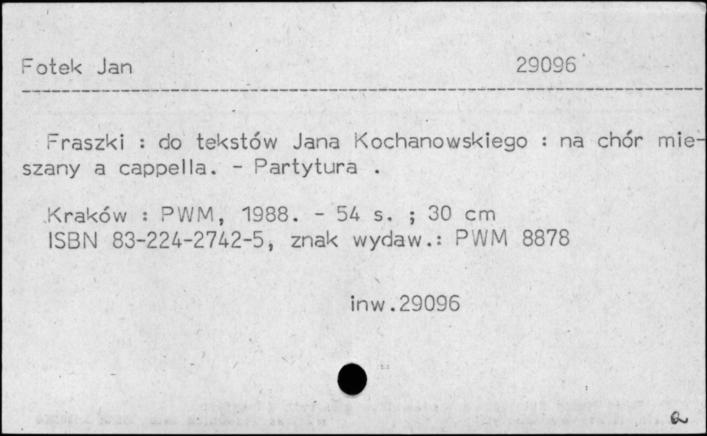 Fotek Jan 29096
Fraszki : do tekstów Jana Kochanowskiego : na chór mie-
szany a cappella. - Partytura .
Kraków : PWM, 1988. - 54 s. ; 30 cm
ISBN 83-224-2742-5, znak wydaw.: PWM 8878
inw.29096